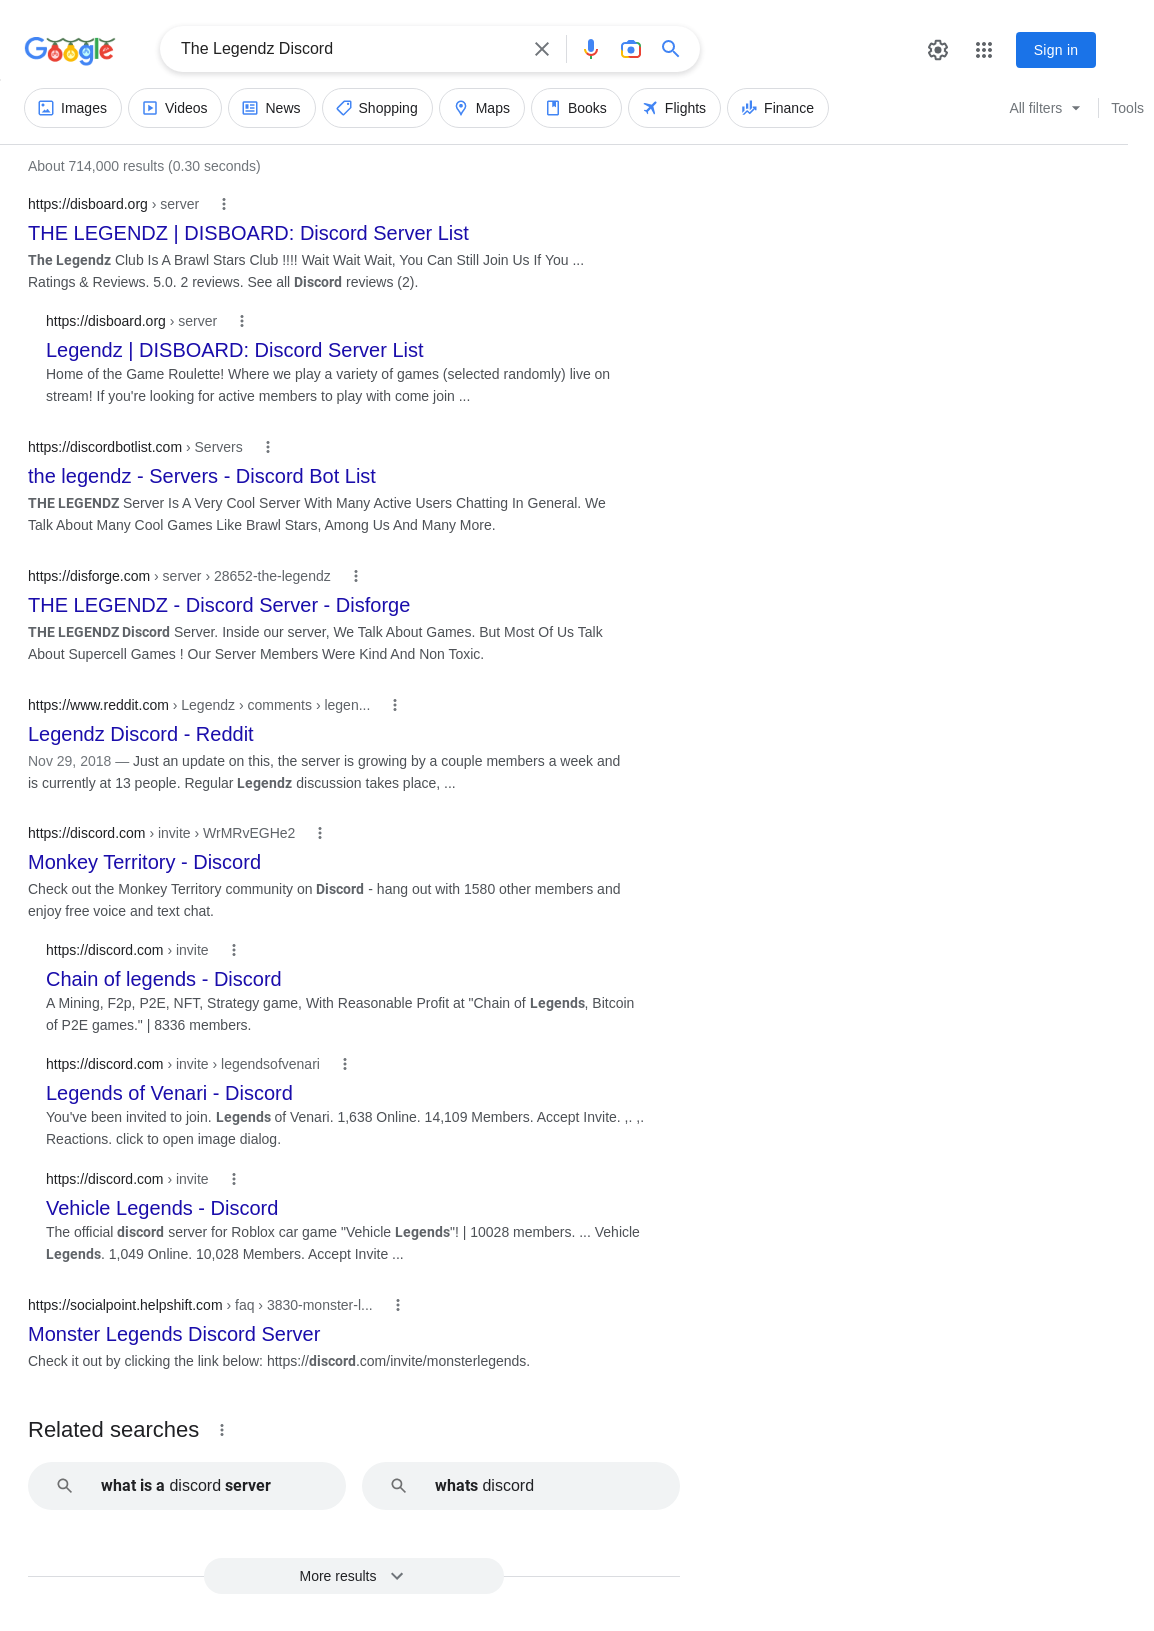 Google
The Legendz Discord
Sign in
Images
Videos
News
Shopping
Maps
Books
Flights
Finance
All filters
Tools
About 714,000 results (0.30 seconds)
https://disboard.org › server
THE LEGENDZ | DISBOARD: Discord Server List
The Legendz Club Is A Brawl Stars Club !!!! Wait Wait Wait, You Can Still Join Us If You ...
Ratings & Reviews. 5.0. 2 reviews. See all Discord reviews (2).
https://disboard.org › server
Legendz | DISBOARD: Discord Server List
Home of the Game Roulette! Where we play a variety of games (selected randomly) live on
stream! If you're looking for active members to play with come join ...
https://discordbotlist.com › Servers
the legendz - Servers - Discord Bot List
THE LEGENDZ Server Is A Very Cool Server With Many Active Users Chatting In General. We
Talk About Many Cool Games Like Brawl Stars, Among Us And Many More.
https://disforge.com › server › 28652-the-legendz
THE LEGENDZ - Discord Server - Disforge
THE LEGENDZ Discord Server. Inside our server, We Talk About Games. But Most Of Us Talk
About Supercell Games ! Our Server Members Were Kind And Non Toxic.
https://www.reddit.com › Legendz › comments › legen...
Legendz Discord - Reddit
Nov 29, 2018 — Just an update on this, the server is growing by a couple members a week and
is currently at 13 people. Regular Legendz discussion takes place, ...
https://discord.com › invite › WrMRvEGHe2
Monkey Territory - Discord
Check out the Monkey Territory community on Discord - hang out with 1580 other members and
enjoy free voice and text chat.
https://discord.com › invite
Chain of legends - Discord
A Mining, F2p, P2E, NFT, Strategy game, With Reasonable Profit at "Chain of Legends, Bitcoin
of P2E games." | 8336 members.
https://discord.com › invite › legendsofvenari
Legends of Venari - Discord
You've been invited to join. Legends of Venari. 1,638 Online. 14,109 Members. Accept Invite. ,. ,.
Reactions. click to open image dialog.
https://discord.com › invite
Vehicle Legends - Discord
The official discord server for Roblox car game "Vehicle Legends"! | 10028 members. ... Vehicle
Legends. 1,049 Online. 10,028 Members. Accept Invite ...
https://socialpoint.helpshift.com › faq › 3830-monster-l...
Monster Legends Discord Server
Check it out by clicking the link below: https://discord.com/invite/monsterlegends.
Related searches
what is a discord server
whats discord
More results